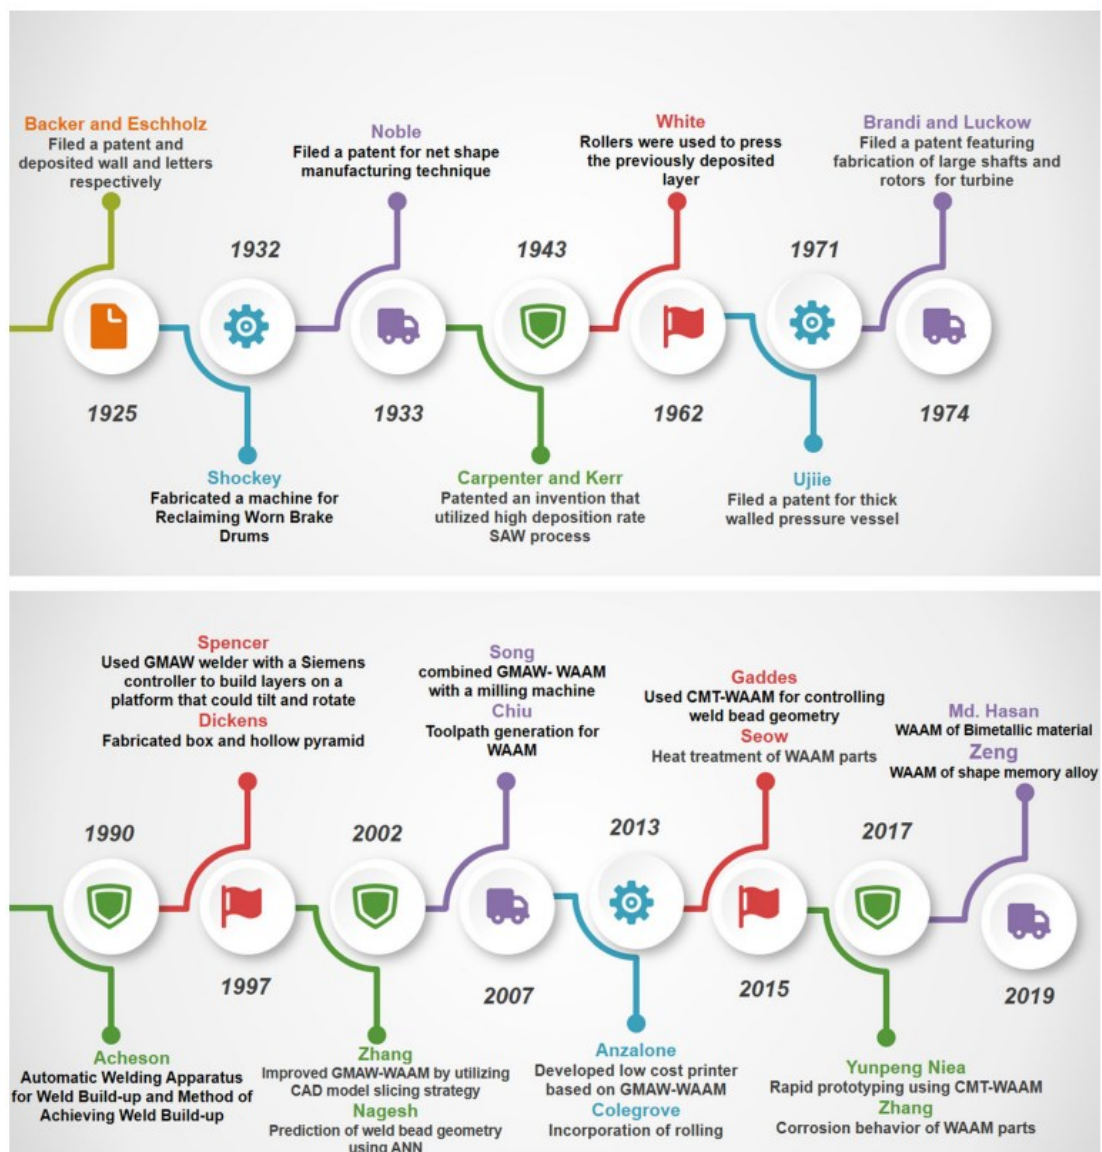 Backer and Eschholz
Filed a patent and
deposited wall and letters
respectively
1925
1932
Shockey
Fabricated a machine for
Reclaiming Worn Brake
Drums
Noble
Filed a patent for net shape
manufacturing technique
1933
1943
Carpenter and Kerr
Patented an invention that
utilized high deposition rate
SAW process
White
Rollers were used to press
the previously deposited
layer
1962
1971
Ujiie
Filed a patent for thick
walled pressure vessel
Brandi and Luckow
Filed a patent featuring
fabrication of large shafts and
rotors for turbine
1974
1990
Acheson
Automatic Welding Apparatus
for Weld Build-up and Method of
Achieving Weld Build-up
Spencer
Used GMAW welder with a Siemens
controller to build layers on a
platform that could tilt and rotate
Dickens
Fabricated box and hollow pyramid
1997
2002
Zhang
Improved GMAW-WAAM by utilizing
CAD model slicing strategy
Nagesh
Prediction of weld bead geometry
using ANN
Song
combined GMAW- WAAM
with a milling machine
Chiu
Toolpath generation for
WAAM
2007
2013
Anzalone
Developed low cost printer
based on GMAW-WAAM
Colegrove
Incorporation of rolling
Gaddes
Used CMT-WAAM for controlling
weld bead geometry
Seow
Heat treatment of WAAM parts
2015
2017
Yunpeng Niea
Rapid prototyping using CMT-WAAM
Zhang
Corrosion behavior of WAAM parts
Md. Hasan
WAAM of Bimetallic material
Zeng
WAAM of shape memory alloy
2019